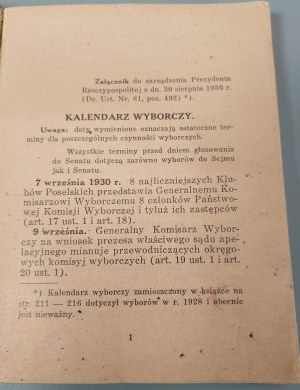 Załącznik do zarządzenia Prezydenta
Rzeczypospolitej z dn. 30 sierpnia 1930 r.
(Dz. Ust. Nr. 61, poz. 492) *).
KALENDARZ WYBORCZY.
Uwaga: daty wymienione oznaczają ostateczne ter-
miny dla poszczególnych czynności wyborczych.
Wszystkie terminy przed dniem głosowania
do Senatu dotyczą zarówno wyborów do Sejmu
jak i Senatu.
7 września 1930 r. 8 najliczniejszych Klu-
bów Poselskich przedstawia Generalnemu Ko-
misarzowi Wyborczemu 8 członków Państwo-
wej Komisji Wyborczej i tyluż ich zastępców
(art. 17 ust. 1 i art. 18).
9 września. Generalny Komisarz Wybor-
czy na wniosek prezesa właściwego sądu ape-
lacyjnego mianuje przewodniczących okręgo-
wych komisyj wyborczych (art. 19 ust. 1 i art.
20 ust. 1).
*) Kalendarz wyborczy zamieszczony w książce na
str. 211 — 216 dotyczył wyborów w r. 1928 i obecnie
jest nieważny.
1